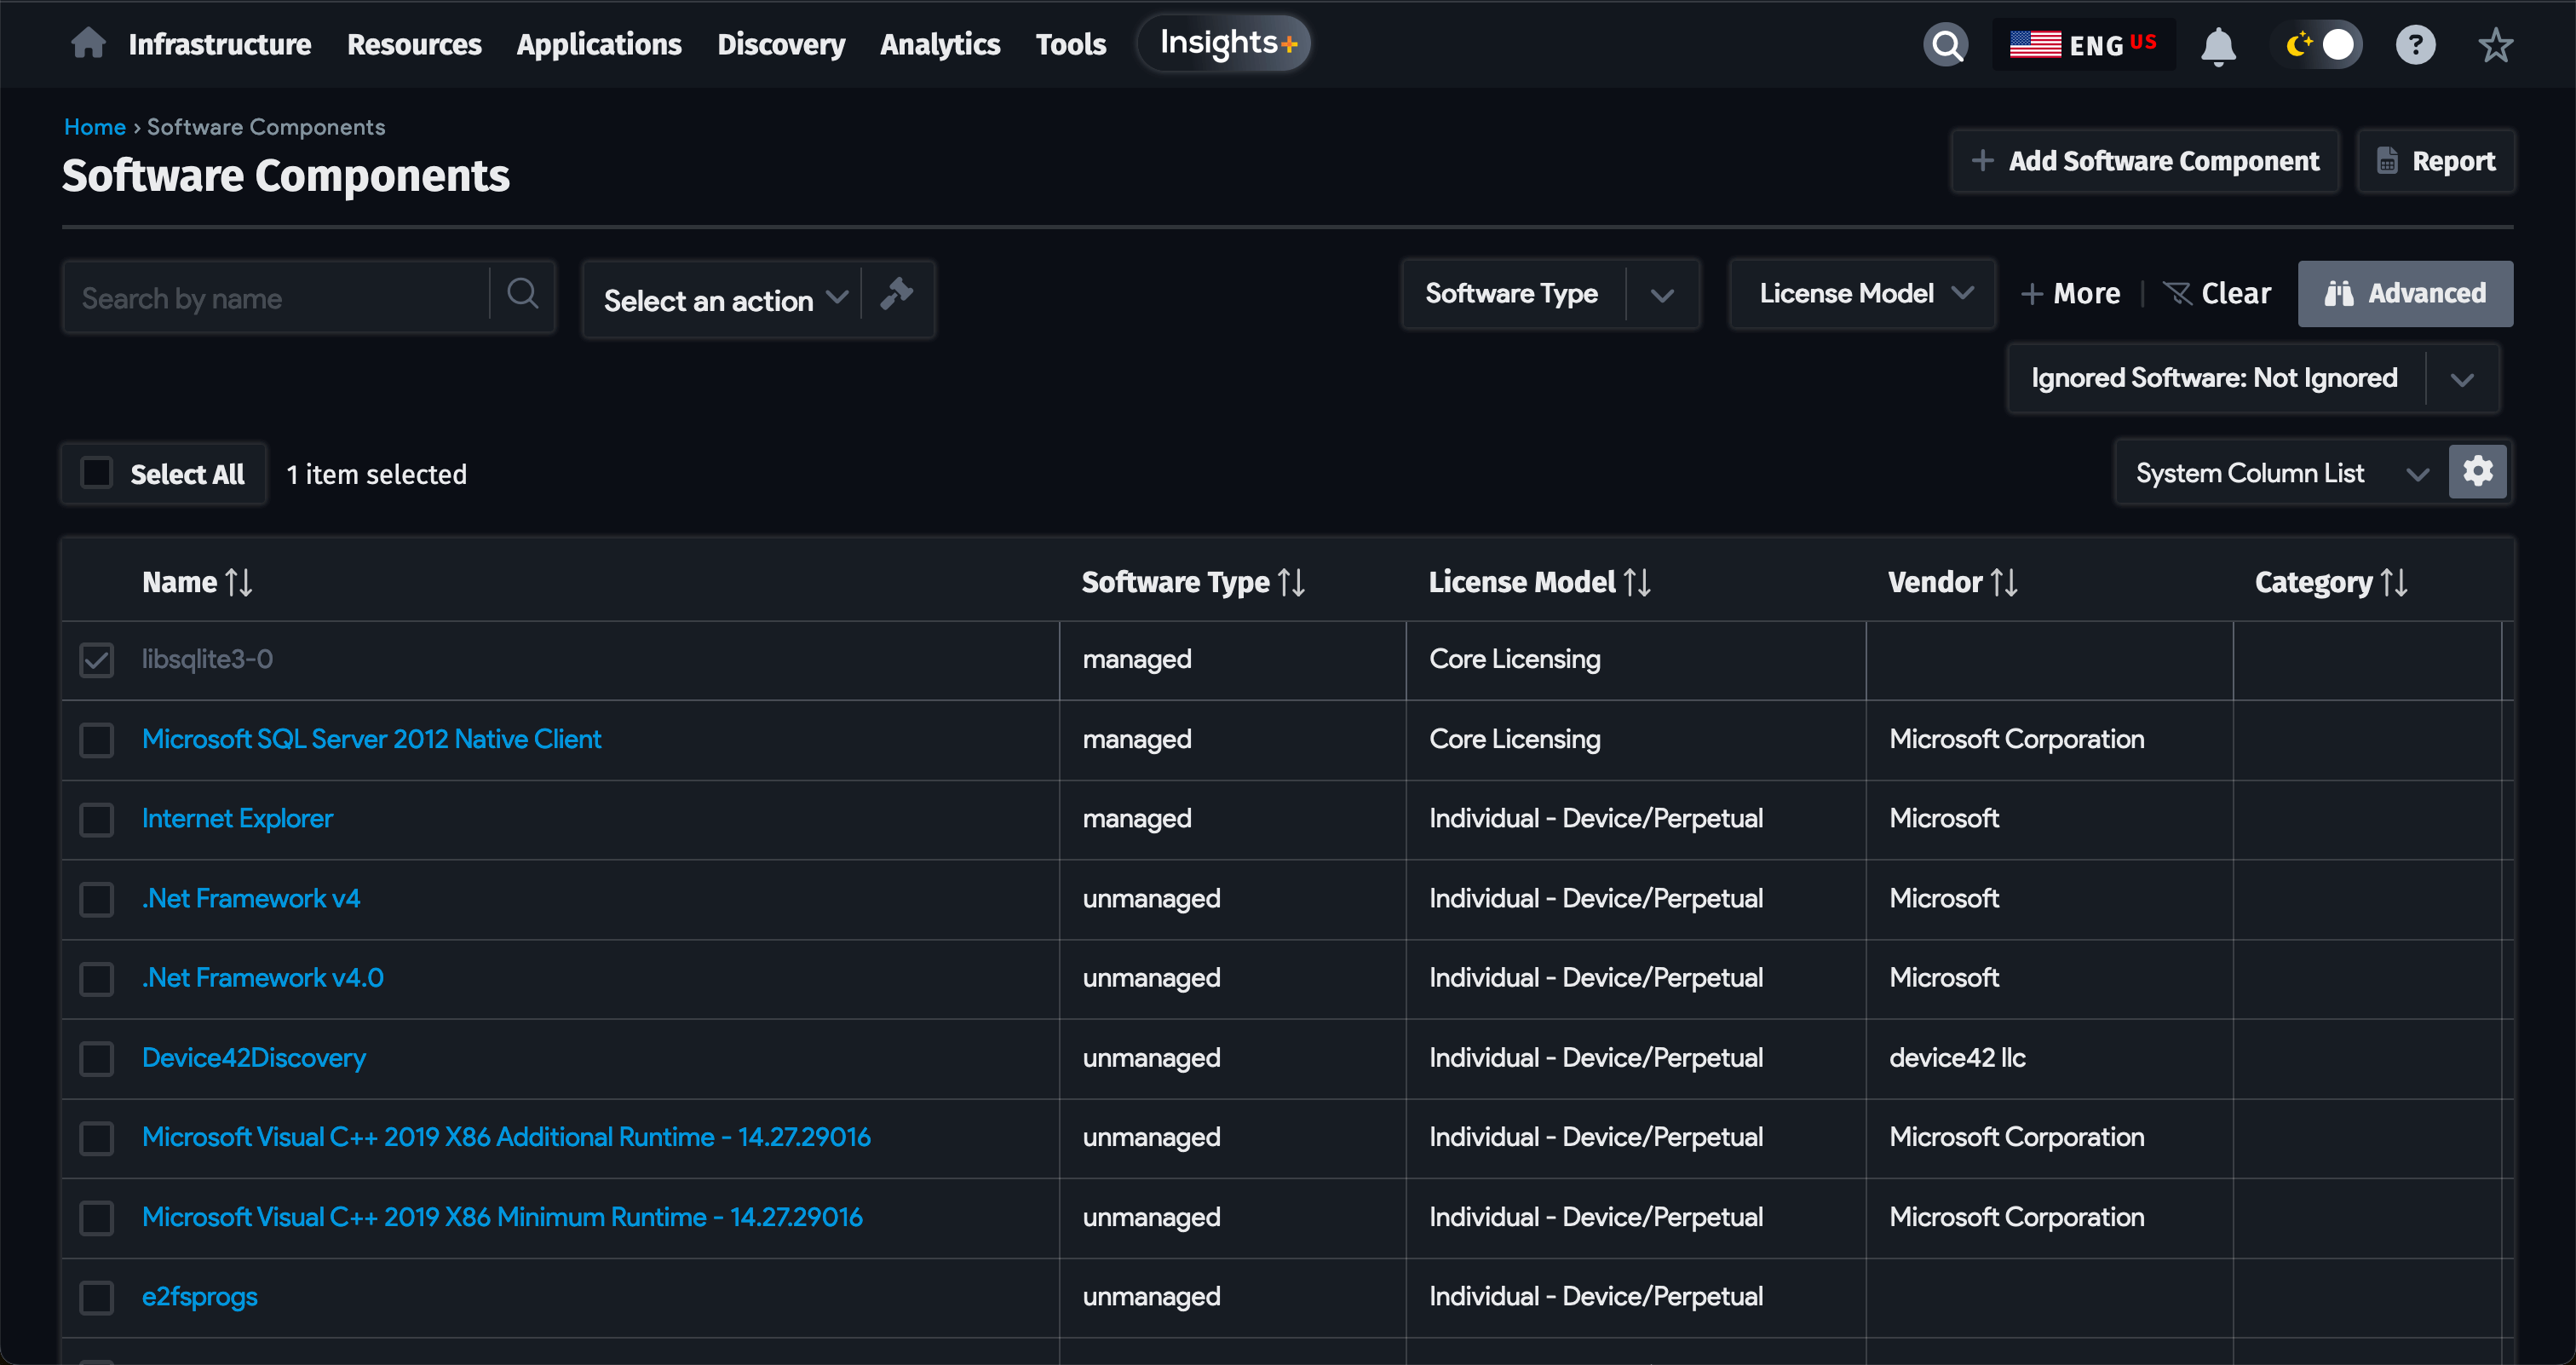 Infrastructure Resources Applications Discovery Analytics Tools Insights+ ENG US ?
Home › Software Components
Software Components
+ Add Software Component Report
Search by name Select an action Software Type License Model + More Clear Advanced
Ignored Software: Not Ignored
Select All 1 item selected System Column List
Name Software Type License Model Vendor Category
libsqlite3-0 managed Core Licensing
Microsoft SQL Server 2012 Native Client managed Core Licensing Microsoft Corporation
Internet Explorer managed Individual - Device/Perpetual Microsoft
.Net Framework v4 unmanaged Individual - Device/Perpetual Microsoft
.Net Framework v4.0 unmanaged Individual - Device/Perpetual Microsoft
Device42Discovery unmanaged Individual - Device/Perpetual device42 llc
Microsoft Visual C++ 2019 X86 Additional Runtime - 14.27.29016 unmanaged Individual - Device/Perpetual Microsoft Corporation
Microsoft Visual C++ 2019 X86 Minimum Runtime - 14.27.29016 unmanaged Individual - Device/Perpetual Microsoft Corporation
e2fsprogs unmanaged Individual - Device/Perpetual